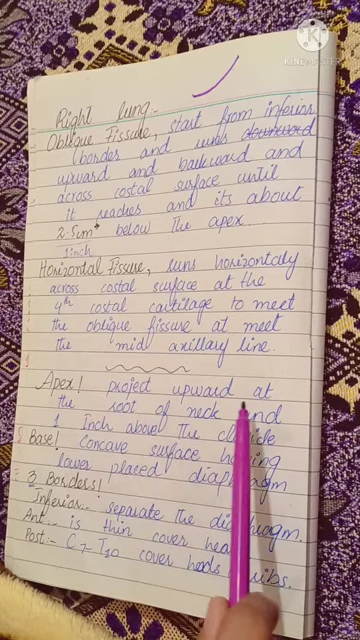 KINEMASTER
Right lung -
Oblique Fissure, start from inferior
border and runs downward
upward and backward and
across costal surface until
it reaches and its about
2.5cm below the apex.
1inch
Horizontal Fissure, runs horizontaly
across costal surface at the
4th costal cartilage to meet
the oblique fissure at meet
the mid axillary line.
Apex! project upward at
the root of neck and
1 Inch above the
Base! Concave surface
lower placed diaphragm
3 Borders!
Inferior:- separate the diaphragm.
Ant:- is thin cover
Post:- C7-T10 cover heads ribs.